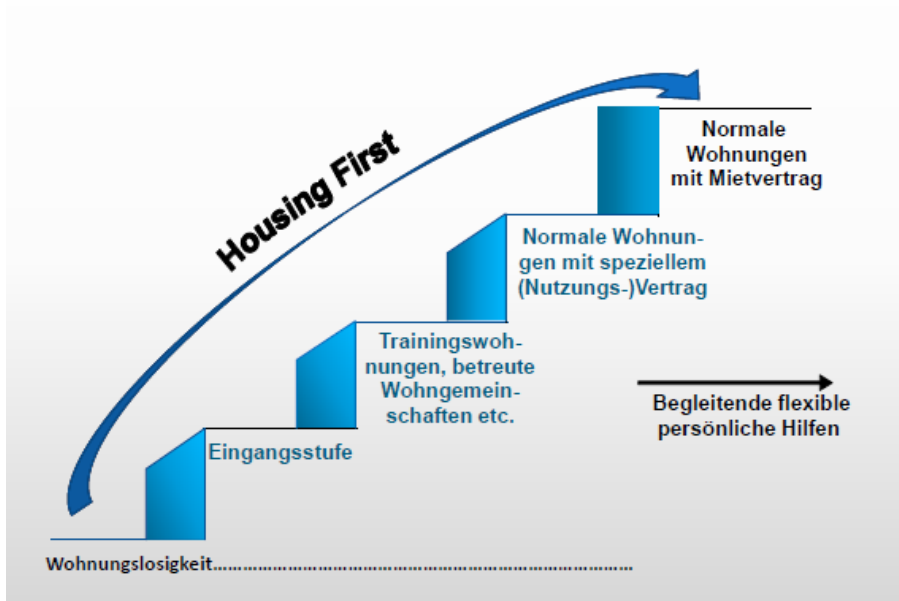 Housing First
Normale
Wohnungen
mit Mietvertrag
Normale Wohnun-
gen mit speziellem
(Nutzungs-)Vertrag
Trainingswoh-
nungen, betreute
Wohngemein-
schaften etc.
Begleitende flexible
persönliche Hilfen
Eingangsstufe
Wohnungslosigkeit........................................................................